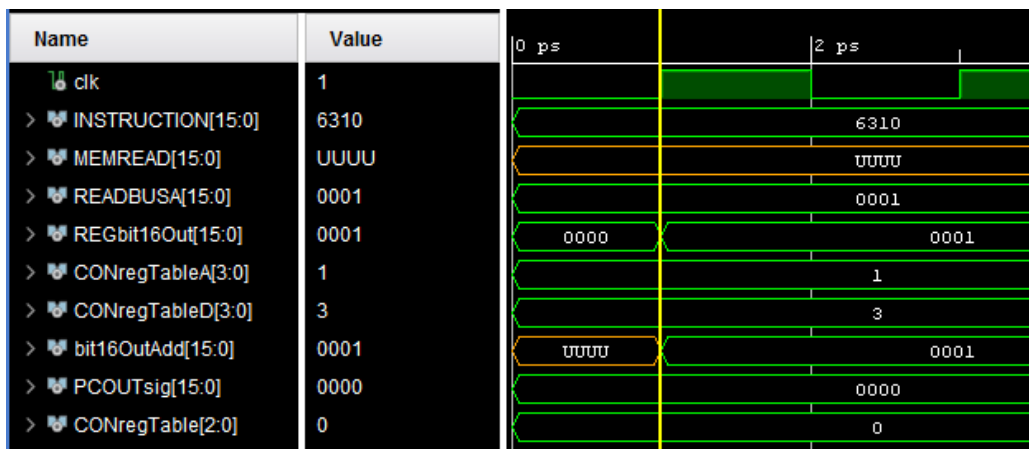 Name Value 0 ps 2 ps
clk 1
INSTRUCTION[15:0] 6310 6310
MEMREAD[15:0] UUUU UUUU
READBUSA[15:0] 0001 0001
REGbit16Out[15:0] 0001 0000 0001
CONregTableA[3:0] 1 1
CONregTableD[3:0] 3 3
bit16OutAdd[15:0] 0001 UUUU 0001
PCOUTsig[15:0] 0000 0000
CONregTable[2:0] 0 0